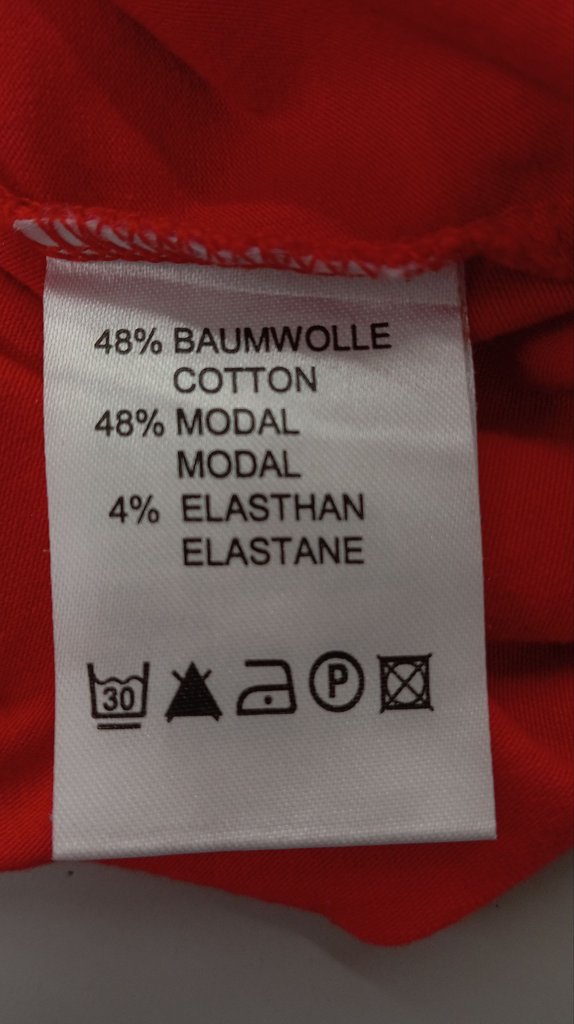 48% BAUMWOLLE
COTTON
48% MODAL
MODAL
4% ELASTHAN
ELASTANE
30 P